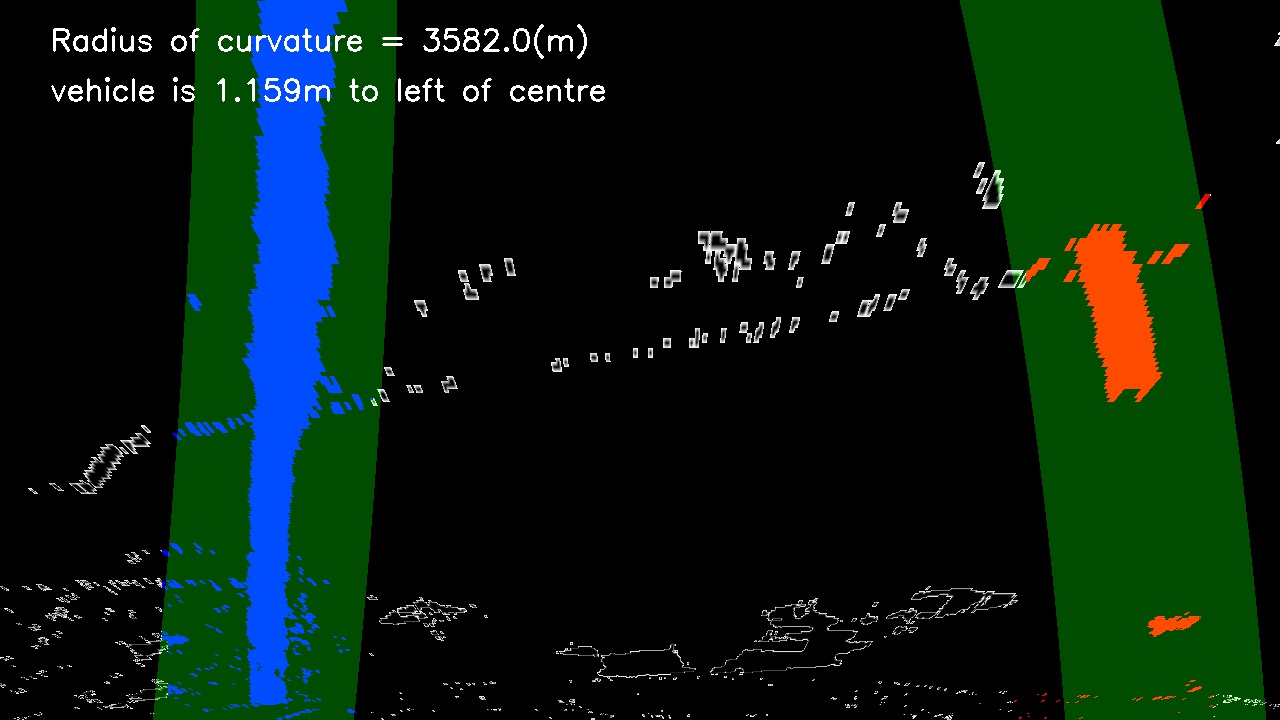 Radius of curvature = 3582.0(m)
vehicle is 1.159m to left of centre